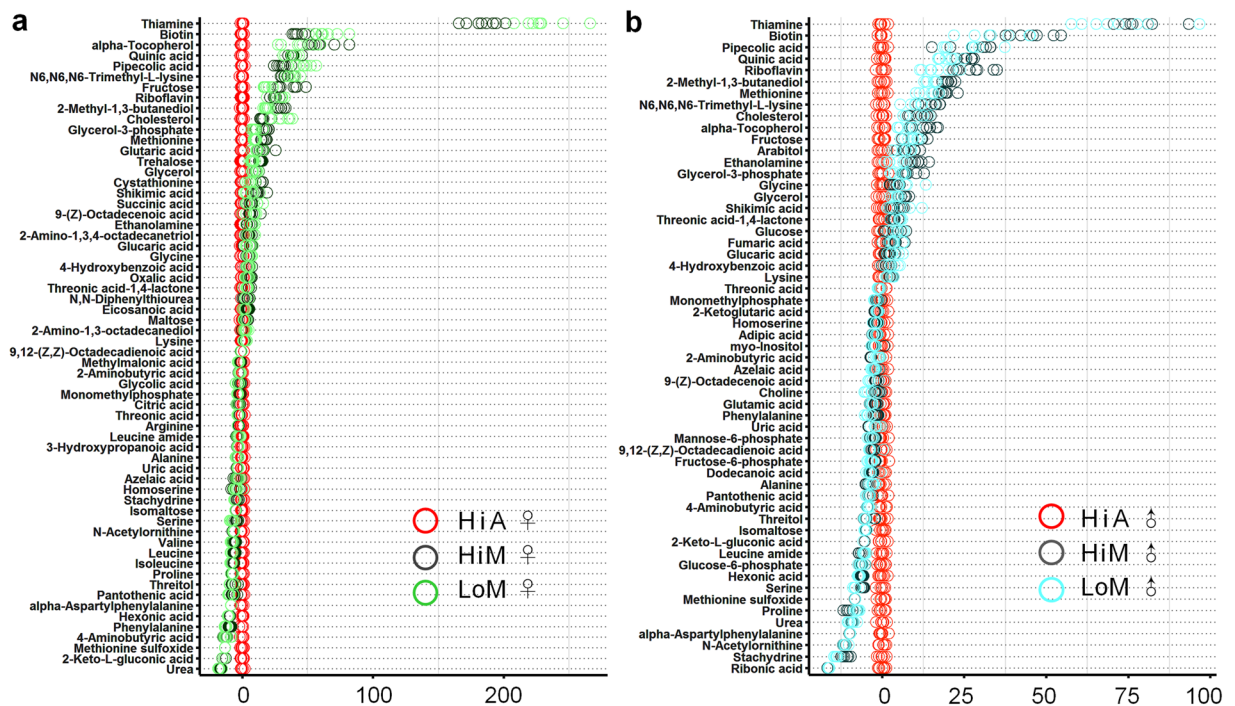 a
Thiamine
Biotin
alpha-Tocopherol
Quinic acid
Pipecolic acid
N6,N6,N6-Trimethyl-L-lysine
Fructose
Riboflavin
2-Methyl-1,3-butanediol
Cholesterol
Glycerol-3-phosphate
Methionine
Glutaric acid
Trehalose
Glycerol
Cystathionine
Shikimic acid
Succinic acid
9-(Z)-Octadecenoic acid
Ethanolamine
2-Amino-1,3,4-octadecanetriol
Glucaric acid
Glycine
4-Hydroxybenzoic acid
Oxalic acid
Threonic acid-1,4-lactone
N,N-Diphenylthiourea
Eicosanoic acid
Maltose
2-Amino-1,3-octadecanediol
Lysine
9,12-(Z,Z)-Octadecadienoic acid
Methylmalonic acid
2-Aminobutyric acid
Glycolic acid
Monomethylphosphate
Citric acid
Threonic acid
Arginine
Leucine amide
3-Hydroxypropanoic acid
Alanine
Uric acid
Azelaic acid
Homoserine
Stachydrine
Isomaltose
Serine
N-Acetylornithine
Valine
Leucine
Isoleucine
Proline
Threitol
Pantothenic acid
alpha-Aspartylphenylalanine
Hexonic acid
Phenylalanine
4-Aminobutyric acid
Methionine sulfoxide
2-Keto-L-gluconic acid
Urea
HiA ♀
HiM ♀
LoM ♀
0 100 200
b
Thiamine
Biotin
Pipecolic acid
Quinic acid
Riboflavin
2-Methyl-1,3-butanediol
Methionine
N6,N6,N6-Trimethyl-L-lysine
Cholesterol
alpha-Tocopherol
Fructose
Arabitol
Ethanolamine
Glycerol-3-phosphate
Glycine
Glycerol
Shikimic acid
Threonic acid-1,4-lactone
Glucose
Fumaric acid
Glucaric acid
4-Hydroxybenzoic acid
Lysine
Threonic acid
Monomethylphosphate
2-Ketoglutaric acid
Homoserine
Adipic acid
myo-Inositol
2-Aminobutyric acid
Azelaic acid
9-(Z)-Octadecenoic acid
Choline
Glutamic acid
Phenylalanine
Uric acid
Mannose-6-phosphate
9,12-(Z,Z)-Octadecadienoic acid
Fructose-6-phosphate
Dodecanoic acid
Alanine
Pantothenic acid
4-Aminobutyric acid
Threitol
Isomaltose
2-Keto-L-gluconic acid
Leucine amide
Glucose-6-phosphate
Hexonic acid
Serine
Methionine sulfoxide
Proline
Urea
alpha-Aspartylphenylalanine
N-Acetylornithine
Stachydrine
Ribonic acid
HiA ♂
HiM ♂
LoM ♂
0 25 50 75 100